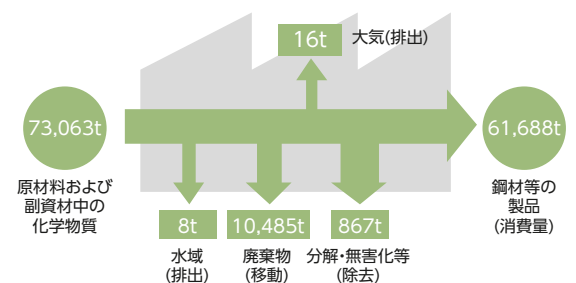 16t
大気(排出)
73,063t
原材料および
副資材中の
化学物質
61,688t
鋼材等の
製品
(消費量)
8t
水域
(排出)
10,485t
廃棄物
(移動)
867t
分解・無害化等
(除去)